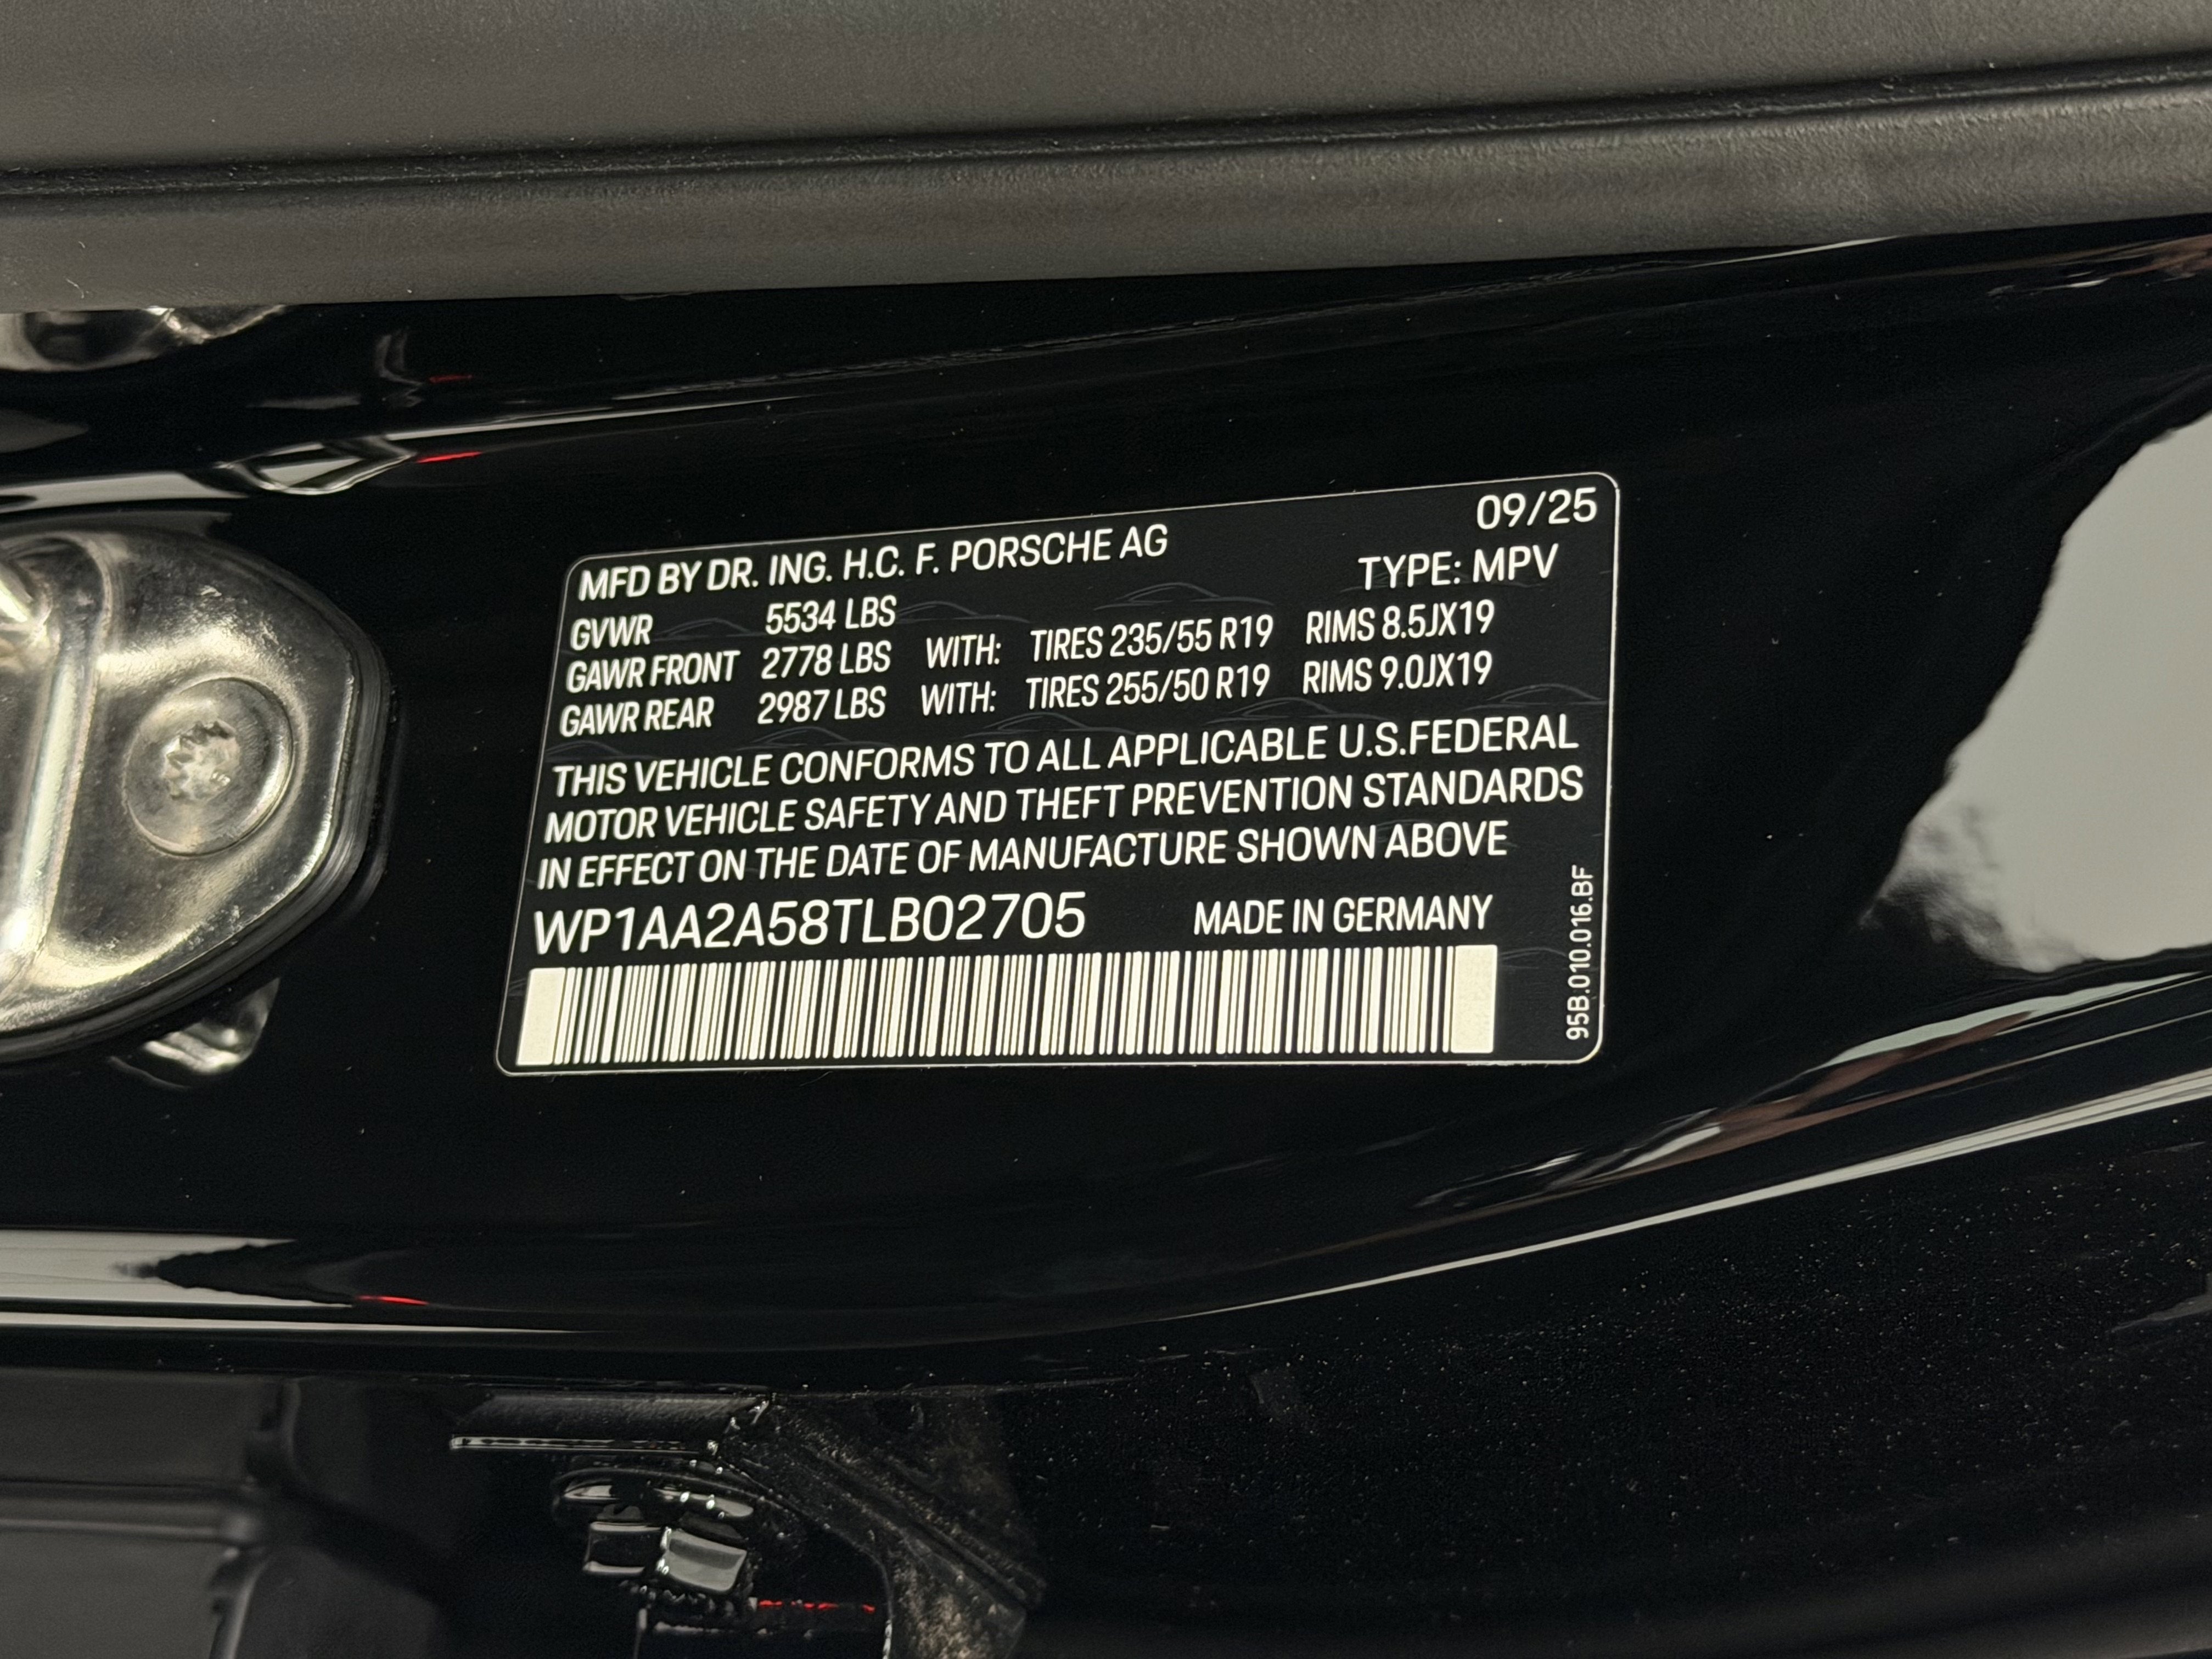 09/25
MFD BY DR. ING. H.C. F. PORSCHE AG
TYPE: MPV
GVWR 5534 LBS
GAWR FRONT 2778 LBS WITH: TIRES 235/55 R19 RIMS 8.5JX19
GAWR REAR 2987 LBS WITH: TIRES 255/50 R19 RIMS 9.0JX19
THIS VEHICLE CONFORMS TO ALL APPLICABLE U.S.FEDERAL
MOTOR VEHICLE SAFETY AND THEFT PREVENTION STANDARDS
IN EFFECT ON THE DATE OF MANUFACTURE SHOWN ABOVE
WP1AA2A58TLB02705 MADE IN GERMANY
95B.010.016.BF